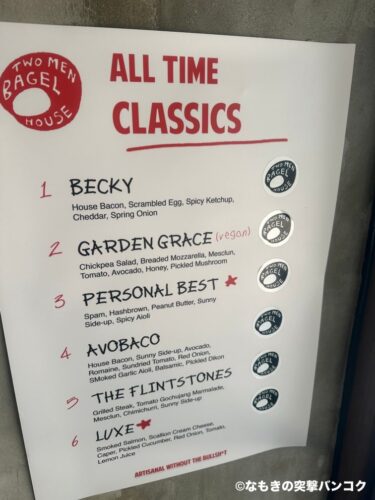 TWO MEN
BAGEL
HOUSE
ALL TIME
CLASSICS
1 BECKY
House Bacon, Scrambled Egg, Spicy Ketchup,
Cheddar, Spring Onion
2 GARDEN GRACE (vegan)
Chickpea Salad, Breaded Mozzarella, Mesclun,
Tomato, Avocado, Honey, Pickled Mushroom
3 PERSONAL BEST
Spam, Hashbrown, Peanut Butter, Sunny
Side-up, Spicy Aioli
4 AVOBACO
House Bacon, Sunny Side-up, Avocado,
Romaine, Sundried Tomato, Red Onion,
SMoked Garlic Aioli, Balsamic, Pickled Dikon
5 THE FLINTSTONES
Grilled Steak, Tomato Gochujang Mermalade,
Mesclun, Chimichurri, Sunny Side-up
6 LUXE
Smoked Salmon, Scallion Cream Cheese,
Caper, Pickled Cucumber, Red Onion, Tomato,
Lemon Juice
ARTISANAL WITHOUT THE BULLSH*T
©なもきの突撃バンコク